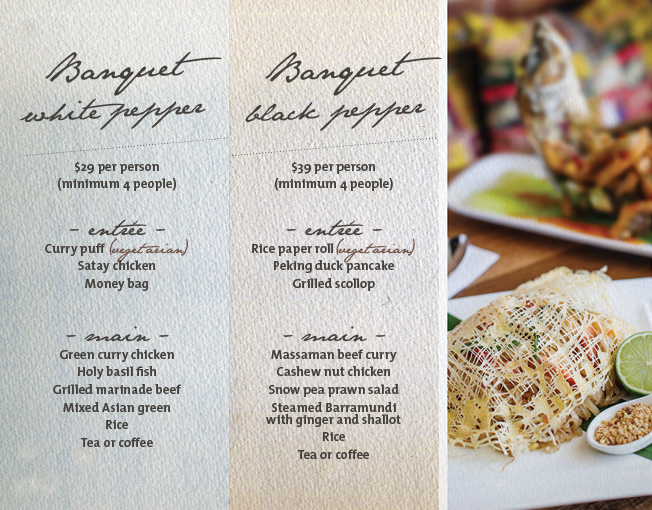 Banquet
white pepper
$29 per person
(minimum 4 people)
- entrée -
Curry puff (vegetarian)
Satay chicken
Money bag
- main -
Green curry chicken
Holy basil fish
Grilled marinade beef
Mixed Asian green
Rice
Tea or coffee
Banquet
black pepper
$39 per person
(minimum 4 people)
- entrée -
Rice paper roll (vegetarian)
Peking duck pancake
Grilled scollop
- main -
Massaman beef curry
Cashew nut chicken
Snow pea prawn salad
Steamed Barramundi
with ginger and shallot
Rice
Tea or coffee